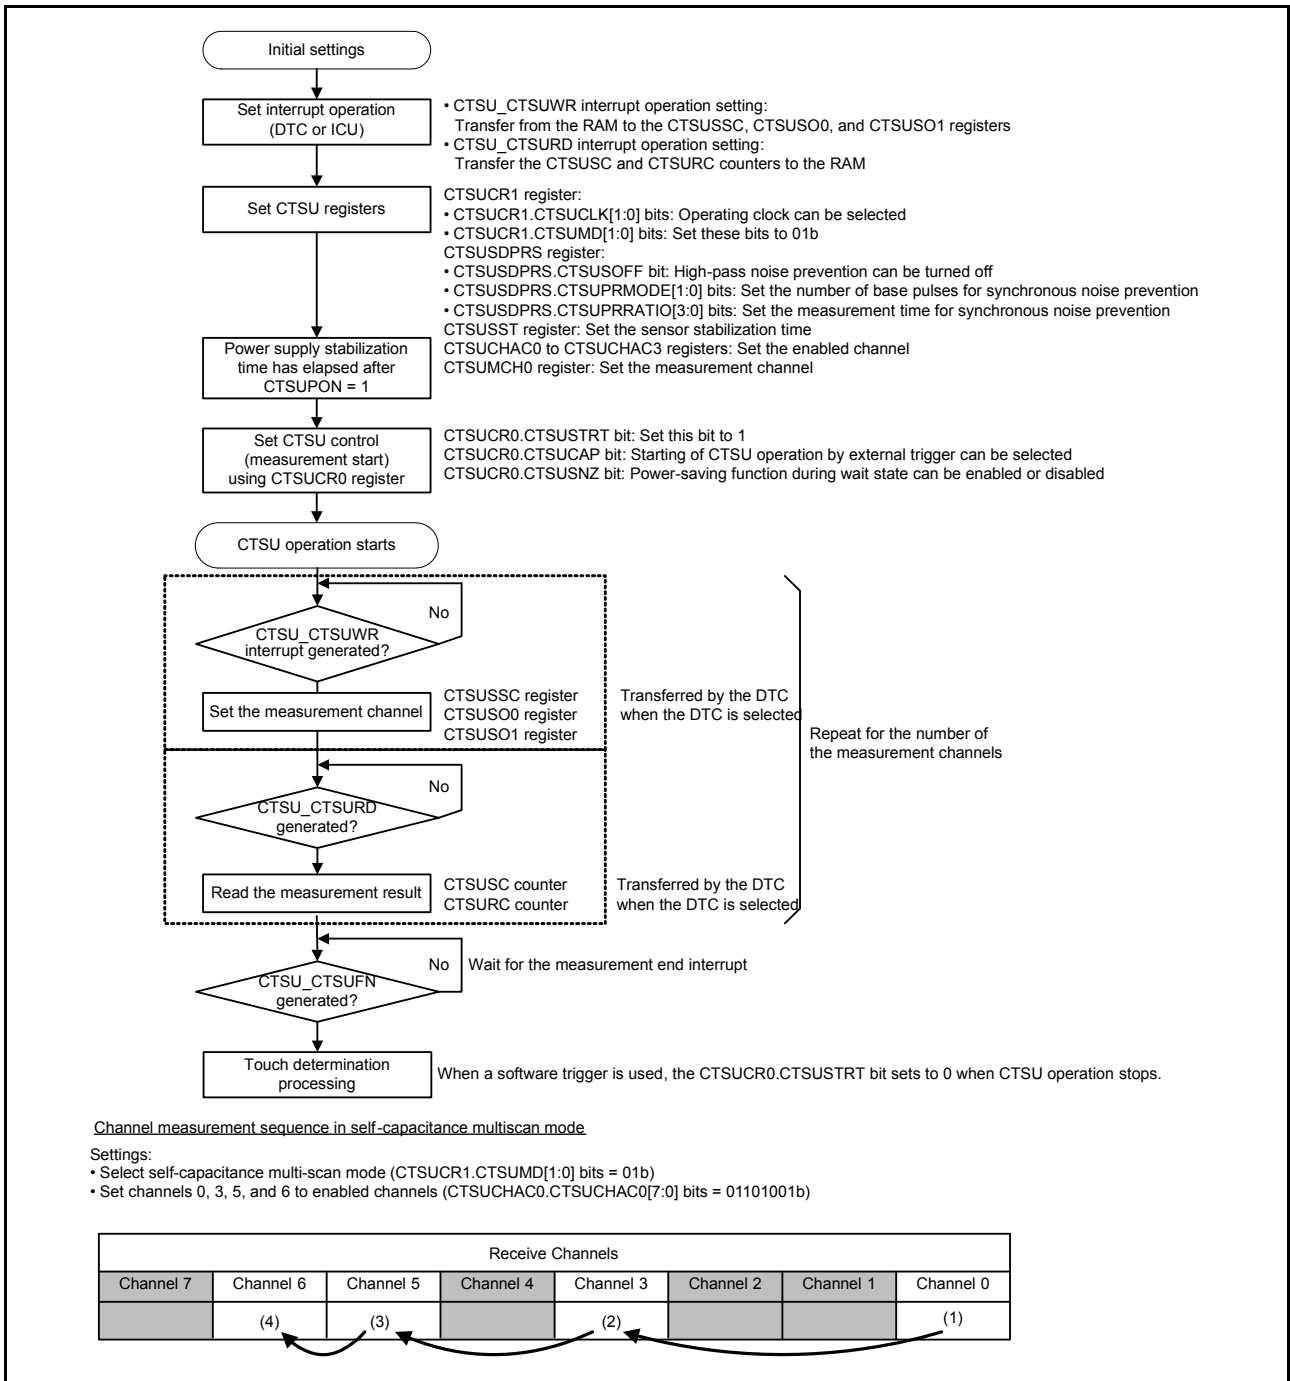 Initial settings
Set interrupt operation
(DTC or ICU)
• CTSU_CTSUWR interrupt operation setting:
Transfer from the RAM to the CTSUSSC, CTSUSO0, and CTSUSO1 registers
• CTSU_CTSURD interrupt operation setting:
Transfer the CTSUSC and CTSURC counters to the RAM
Set CTSU registers
CTSUCR1 register:
• CTSUCR1.CTSUCLK[1:0] bits: Operating clock can be selected
• CTSUCR1.CTSUMD[1:0] bits: Set these bits to 01b
CTSUSDPRS register:
• CTSUSDPRS.CTSUSOFF bit: High-pass noise prevention can be turned off
• CTSUSDPRS.CTSUPRMODE[1:0] bits: Set the number of base pulses for synchronous noise prevention
• CTSUSDPRS.CTSUPRRATIO[3:0] bits: Set the measurement time for synchronous noise prevention
CTSUSST register: Set the sensor stabilization time
CTSUCHAC0 to CTSUCHAC3 registers: Set the enabled channel
CTSUMCH0 register: Set the measurement channel
Power supply stabilization
time has elapsed after
CTSUPON = 1
Set CTSU control
(measurement start)
using CTSUCR0 register
CTSUCR0.CTSUSTRT bit: Set this bit to 1
CTSUCR0.CTSUCAP bit: Starting of CTSU operation by external trigger can be selected
CTSUCR0.CTSUSNZ bit: Power-saving function during wait state can be enabled or disabled
CTSU operation starts
No
CTSU_CTSUWR
interrupt generated?
Set the measurement channel
CTSUSSC register
CTSUSO0 register
CTSUSO1 register
Transferred by the DTC
when the DTC is selected
Repeat for the number of
the measurement channels
No
CTSU_CTSURD
generated?
Read the measurement result
CTSUSC counter
CTSURC counter
Transferred by the DTC
when the DTC is selected
No
Wait for the measurement end interrupt
CTSU_CTSUFN
generated?
Touch determination
processing
When a software trigger is used, the CTSUCR0.CTSUSTRT bit sets to 0 when CTSU operation stops.
Channel measurement sequence in self-capacitance multiscan mode
Settings:
• Select self-capacitance multi-scan mode (CTSUCR1.CTSUMD[1:0] bits = 01b)
• Set channels 0, 3, 5, and 6 to enabled channels (CTSUCHAC0.CTSUCHAC0[7:0] bits = 01101001b)
Receive Channels
Channel 7 Channel 6 Channel 5 Channel 4 Channel 3 Channel 2 Channel 1 Channel 0
(4) (3) (2) (1)